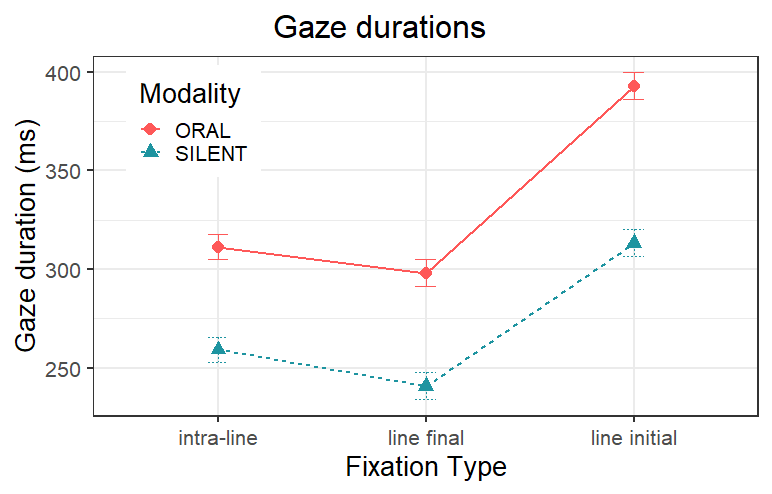 Gaze durations
Gaze duration (ms)
400
350
300
250
Modality
ORAL
SILENT
intra-line line final line initial
Fixation Type